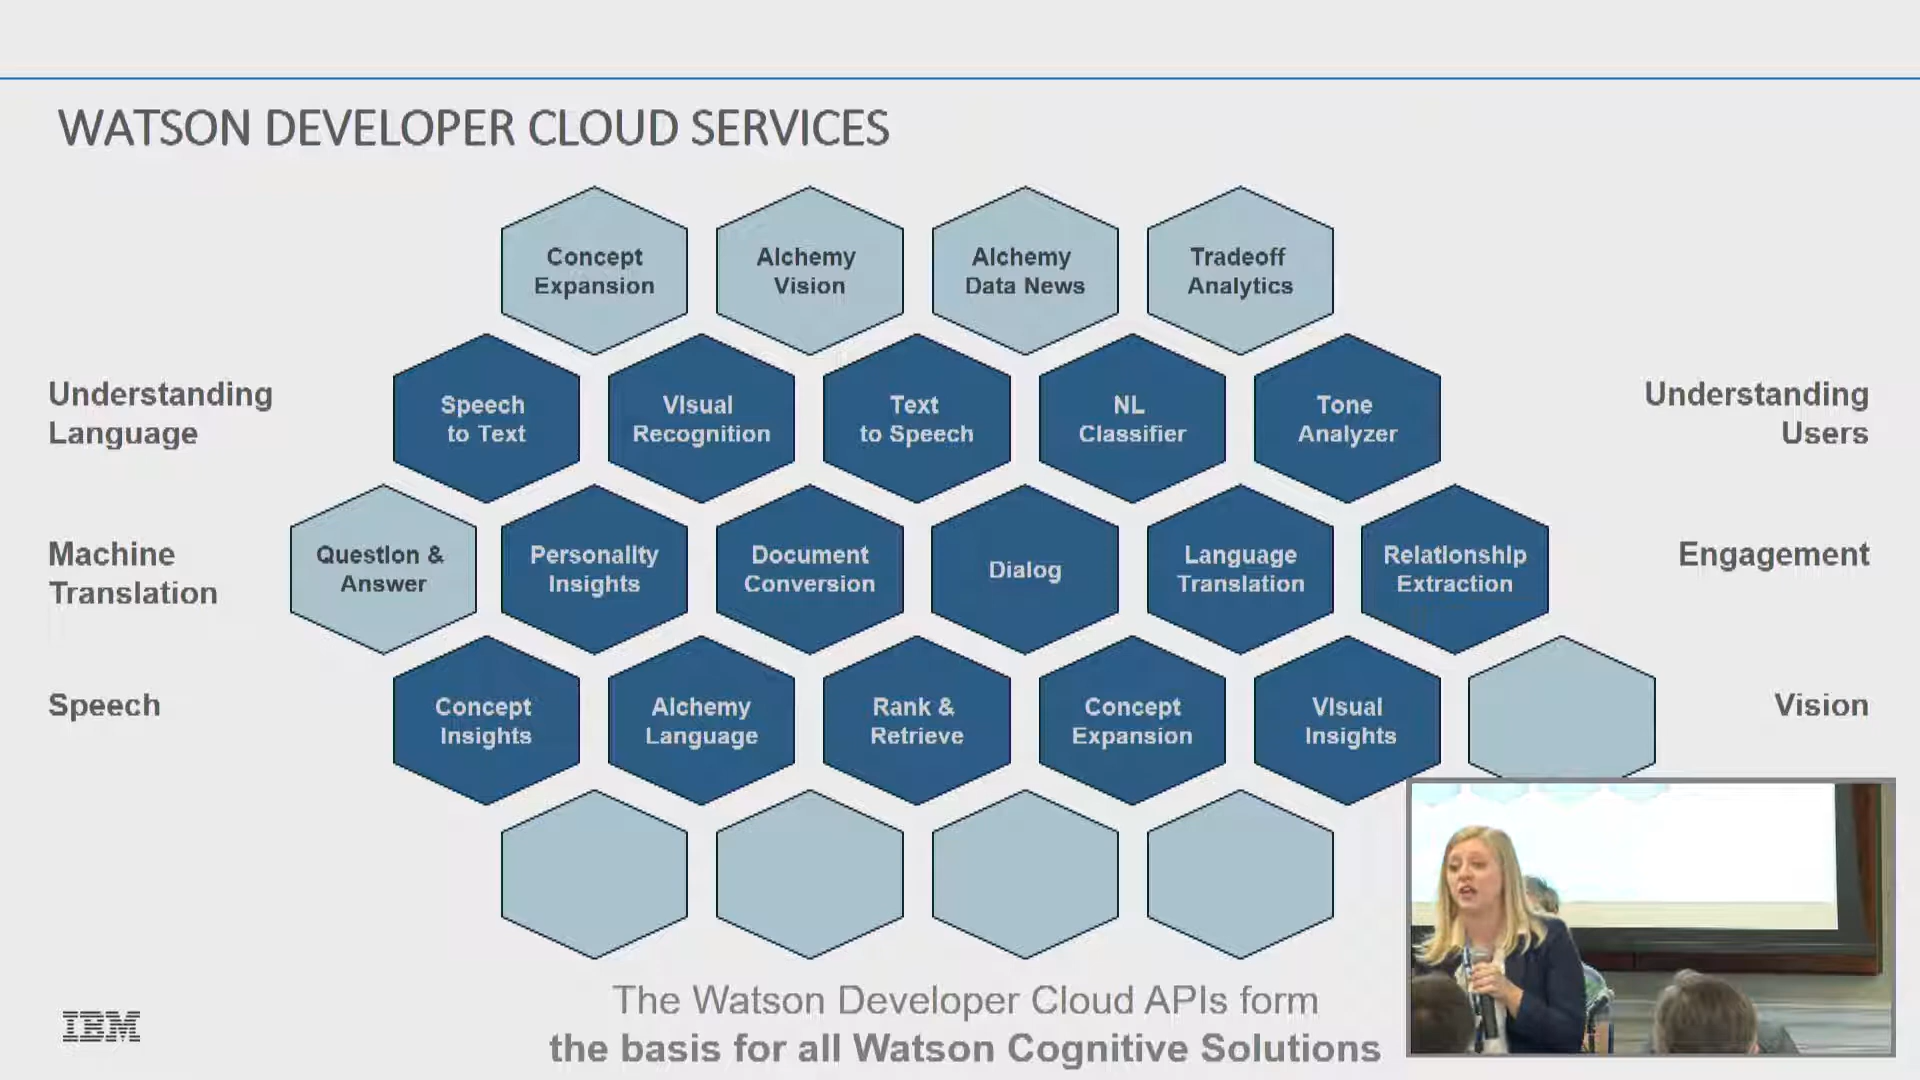 WATSON DEVELOPER CLOUD SERVICES
Concept
Expansion
Alchemy
Vision
Alchemy
Data News
Tradeoff
Analytics
Understanding
Language
Speech
to Text
Visual
Recognition
Text
to Speech
NL
Classifier
Tone
Analyzer
Understanding
Users
Machine
Translation
Question &
Answer
Personality
Insights
Document
Conversion
Dialog
Language
Translation
Relationship
Extraction
Engagement
Speech
Concept
Insights
Alchemy
Language
Rank &
Retrieve
Concept
Expansion
Visual
Insights
Vision
The Watson Developer Cloud APIs form
the basis for all Watson Cognitive Solutions
IBM